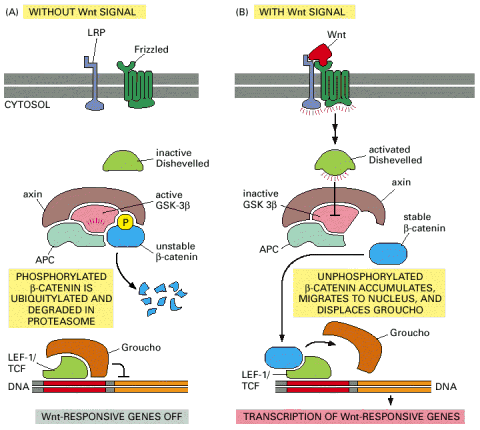 (A) WITHOUT Wnt SIGNAL
LRP
Frizzled
CYTOSOL
inactive
Dishevelled
axin
active
GSK-3β
P
APC
unstable
β-catenin
PHOSPHORYLATED
β-CATENIN IS
UBIQUITYLATED AND
DEGRADED IN
PROTEASOME
Groucho
LEF-1/
TCF
DNA
Wnt-RESPONSIVE GENES OFF
(B) WITH Wnt SIGNAL
Wnt
activated
Dishevelled
inactive
GSK 3β
axin
stable
β-catenin
APC
UNPHOSPHORYLATED
β-CATENIN ACCUMULATES,
MIGRATES TO NUCLEUS, AND
DISPLACES GROUCHO
Groucho
LEF-1/
TCF
DNA
TRANSCRIPTION OF Wnt-RESPONSIVE GENES